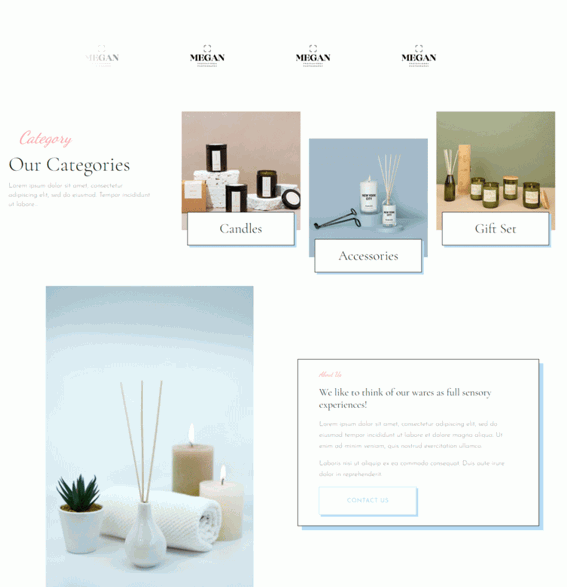 MEGAN
MEGAN
MEGAN
MEGAN
Category
Our Categories
Lorem ipsum dolor sit amet, consectetur
adipiscing elit, sed do eiusmod. Tempor incididunt
ut labore
Candles
Accessories
Gift Set
About Us
We like to think of our wares as full sensory
experiences!
Lorem ipsum dolor sit amet, consectetur adipiscing elit, sed do
eiusmod tempor incididunt ut labore et dolore magna aliqua. Ut
enim ad minim veniam, quis nostrud exercitation ullamco.
Laboris nisi ut aliquip ex ea commodo consequat. Duis aute irure
dolor in reprehenderit
CONTACT US